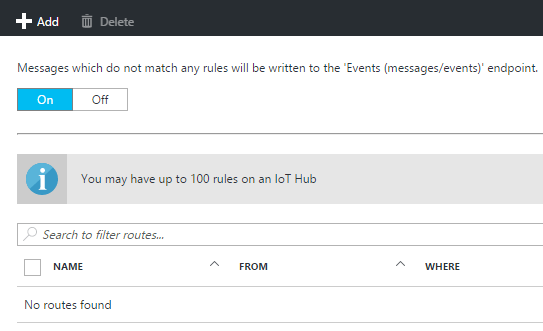 Add Delete
Messages which do not match any rules will be written to the 'Events (messages/events)' endpoint.
On Off
You may have up to 100 rules on an IoT Hub
Search to filter routes...
NAME FROM WHERE
No routes found